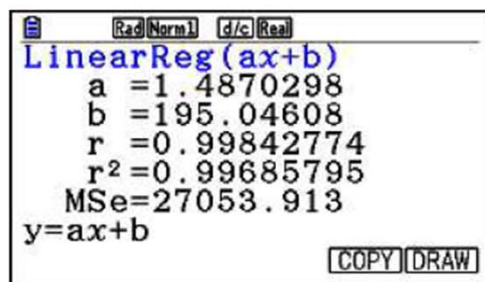 Rad Norm1 d/c Real
LinearReg(ax+b)
a =1.4870298
b =195.04608
r =0.99842774
r²=0.99685795
MSe=27053.913
y=ax+b
COPY DRAW